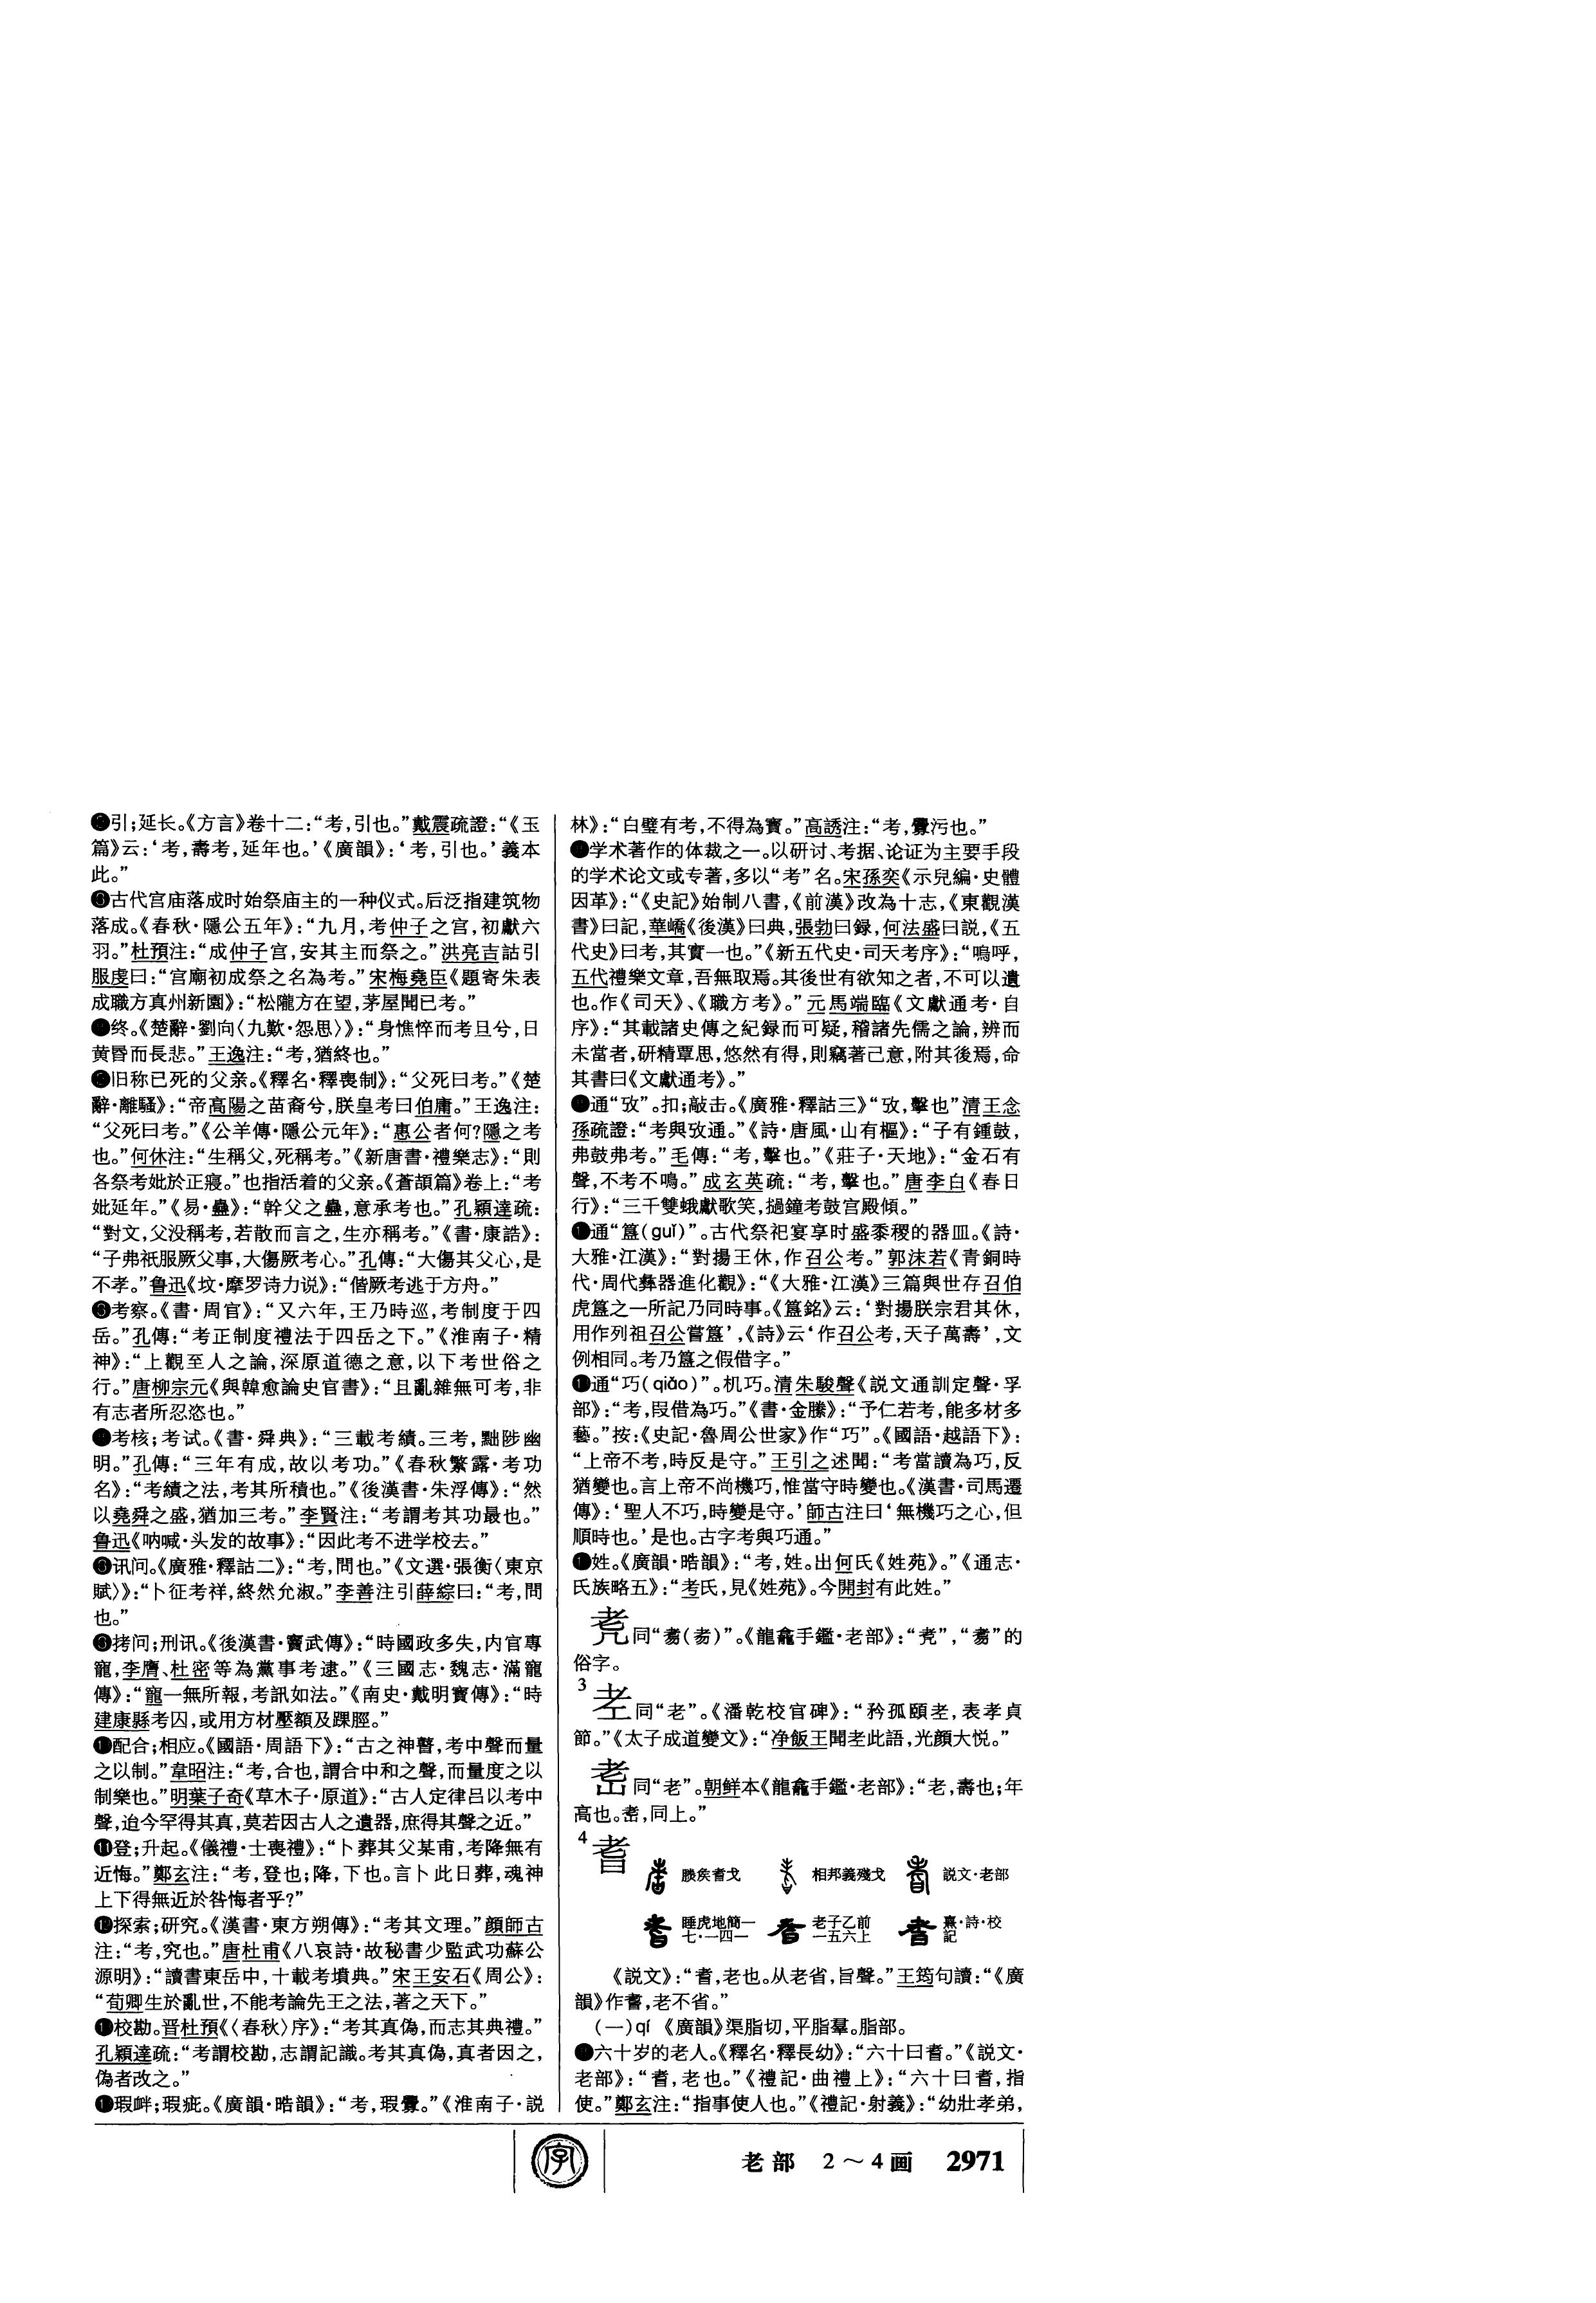 ❷引;延长。《方言》卷十二:“考,引也。”戴震疏證:“《玉
篇》云:‘考,壽考,延年也。’《廣韻》:‘考,引也。’義本
此。”
❸古代宫庙落成时始祭庙主的一种仪式。后泛指建筑物
落成。《春秋·隱公五年》:“九月,考仲子之宫,初獻六
羽。”杜預注:“成仲子宫,安其主而祭之。”洪亮吉詁引
服虔曰:“宫廟初成祭之名為考。”宋梅堯臣《題寄朱表
成職方真州新園》:“松隴方在望,茅屋聞已考。”
❹终。《楚辭·劉向〈九歎·怨思〉》:“身憔悴而考旦兮,日
黄昏而長悲。”王逸注:“考,猶終也。”
❺旧称已死的父亲。《釋名·釋喪制》:“父死曰考。”《楚
辭·離騷》:“帝高陽之苗裔兮,朕皇考曰伯庸。”王逸注:
“父死曰考。”《公羊傳·隱公元年》:“惠公者何?隱之考
也。”何休注:“生稱父,死稱考。”《新唐書·禮樂志》:“則
各祭考妣於正寢。”也指活着的父亲。《蒼頡篇》卷上:“考
妣延年。”《易·蠱》:“幹父之蠱,意承考也。”孔穎達疏:
“對文,父没稱考,若散而言之,生亦稱考。”《書·康誥》:
“子弗祇服厥父事,大傷厥考心。”孔傳:“大傷其父心,是
不孝。”鲁迅《坟·摩罗诗力说》:“偕厥考逃于方舟。”
❻考察。《書·周官》:“又六年,王乃時巡,考制度于四
岳。”孔傳:“考正制度禮法于四岳之下。”《淮南子·精
神》:“上觀至人之論,深原道德之意,以下考世俗之
行。”唐柳宗元《與韓愈論史官書》:“且亂雜無可考,非
有志者所忍恣也。”
❼考核;考试。《書·舜典》:“三載考績。三考,黜陟幽
明。”孔傳:“三年有成,故以考功。”《春秋繁露·考功
名》:“考績之法,考其所積也。”《後漢書·朱浮傳》:“然
以堯舜之盛,猶加三考。”李賢注:“考謂考其功最也。”
鲁迅《呐喊·头发的故事》:“因此考不进学校去。”
❽讯问。《廣雅·釋詁二》:“考,問也。”《文選·張衡〈東京
賦〉》:“卜征考祥,終然允淑。”李善注引薛綜曰:“考,問
也。”
❾拷问;刑讯。《後漢書·竇武傳》:“時國政多失,内官專
寵,李膺、杜密等為黨事考逮。”《三國志·魏志·滿寵
傳》:“寵一無所報,考訊如法。”《南史·戴明寶傳》:“時
建康縣考囚,或用方材壓額及踝脛。”
❿配合;相应。《國語·周語下》:“古之神瞽,考中聲而量
之以制。”韋昭注:“考,合也,謂合中和之聲,而量度之以
制樂也。”明葉子奇《草木子·原道》:“古人定律吕以考中
聲,迨今罕得其真,莫若因古人之遺器,庶得其聲之近。”
⓫登;升起。《儀禮·士喪禮》:“卜葬其父某甫,考降無有
近悔。”鄭玄注:“考,登也;降,下也。言卜此日葬,魂神
上下得無近於咎悔者乎?”
⓬探索;研究。《漢書·東方朔傳》:“考其文理。”顔師古
注:“考,究也。”唐杜甫《八哀詩·故秘書少監武功蘇公
源明》:“讀書東岳中,十載考墳典。”宋王安石《周公》:
“荀卿生於亂世,不能考論先王之法,著之天下。”
⓭校勘。晋杜預《〈春秋〉序》:“考其真偽,而志其典禮。”
孔穎達疏:“考謂校勘,志謂記識。考其真偽,真者因之,
偽者改之。”
⓮瑕衅;瑕疵。《廣韻·晧韻》:“考,瑕釁。”《淮南子·説
林》:“白璧有考,不得為寳。”高誘注:“考,釁污也。”
⓯学术著作的体裁之一。以研讨、考据、论证为主要手段
的学术论文或专著,多以“考”名。宋孫奕《示兒編·史體
因革》:“《史記》始制八書,《前漢》改為十志,《東觀漢
書》曰記,華嶠《後漢》曰典,張勃曰録,何法盛曰説,《五
代史》曰考,其實一也。”《新五代史·司天考序》:“嗚呼,
五代禮樂文章,吾無取焉。其後世有欲知之者,不可以遺
也。作《司天》、《職方考》。”元馬端臨《文獻通考·自
序》:“其載諸史傳之紀録而可疑,稽諸先儒之論,辨而
未當者,研精覃思,悠然有得,則竊著己意,附其後焉,命
其書曰《文獻通考》。”
⓰通“攷”。扣;敲击。《廣雅·釋詁三》“攷,擊也”清王念
孫疏證:“考與攷通。”《詩·唐風·山有樞》:“子有鍾鼓,
弗鼓弗考。”毛傳:“考,擊也。”《莊子·天地》:“金石有
聲,不考不鳴。”成玄英疏:“考,擊也。”唐李白《春日
行》:“三千雙蛾獻歌笑,撾鐘考鼓宫殿傾。”
⓱通“簋(guǐ)”。古代祭祀宴享时盛黍稷的器皿。《詩·
大雅·江漢》:“對揚王休,作召公考。”郭沫若《青銅時
代·周代彝器進化觀》:“《大雅·江漢》三篇與世存召伯
虎簋之一所記乃同時事。《簋銘》云:‘對揚朕宗君其休,
用作列祖召公嘗簋’,《詩》云‘作召公考,天子萬壽’,文
例相同。考乃簋之假借字。”
⓲通“巧(qiǎo)”。机巧。清朱駿聲《説文通訓定聲·孚
部》:“考,叚借為巧。”《書·金縢》:“予仁若考,能多材多
藝。”按:《史記·魯周公世家》作“巧”。《國語·越語下》:
“上帝不考,時反是守。”王引之述聞:“考當讀為巧,反
猶變也。言上帝不尚機巧,惟當守時變也。《漢書·司馬遷
傳》:‘聖人不巧,時變是守。’師古注曰‘無機巧之心,但
順時也。’是也。古字考與巧通。”
⓳姓。《廣韻·晧韻》:“考,姓。出何氏《姓苑》。”《通志·
氏族略五》:“考氏,見《姓苑》。今開封有此姓。”
同“耈(耇)”。《龍龕手鑑·老部》:
俗字。
3
同“老”。《潘乾校官碑》:“矜孤頤老,表孝貞
節。”《太子成道變文》:“净飯王聞老此語,光顔大悦。”
同“老”。朝鲜本《龍龕手鑑·老部》:“老,壽也;年
高也。同上。”
4
耆
滕矦耆戈 相邦義殘戈 説文·老部
睡虎地簡一七·一四一 老子乙前一五六上 熹·詩·校記
《説文》:“耆,老也。从老省,旨聲。”王筠句讀:“《廣
韻》作,老不省。”
(一)qí 《廣韻》渠脂切,平脂羣。脂部。
❶六十岁的老人。《釋名·釋長幼》:“六十曰耆。”《説文·
老部》:“耆,老也。”《禮記·曲禮上》:“六十曰耆,指
使。”鄭玄注:“指事使人也。”《禮記·射義》:“幼壯孝弟,
字
老部 2～4画 2971